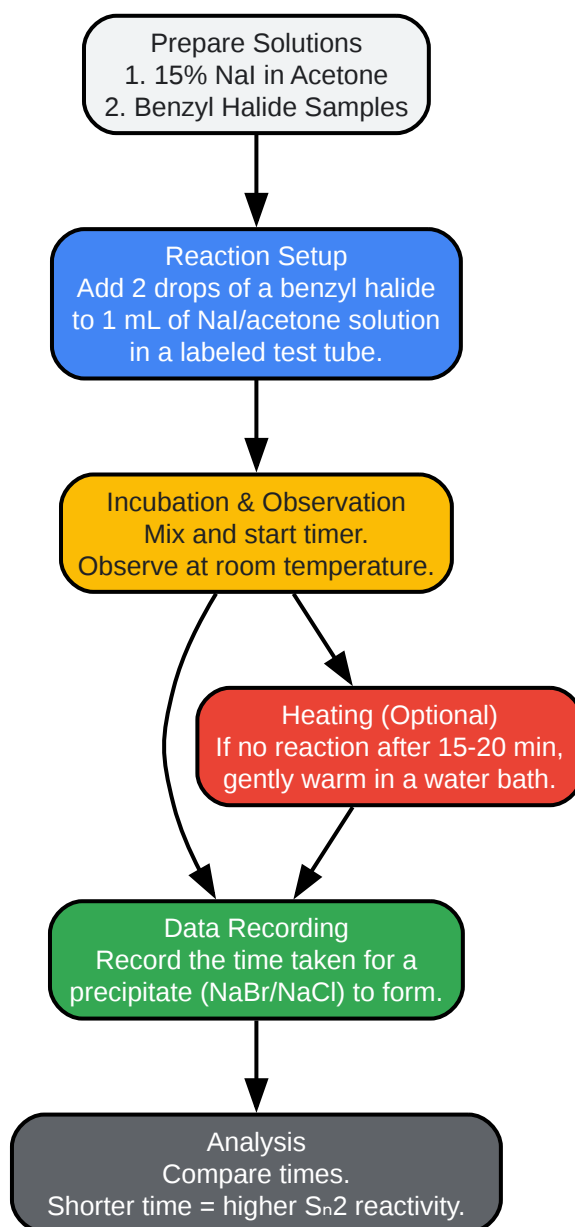 Prepare Solutions
1. 15% NaI in Acetone
2. Benzyl Halide Samples
Reaction Setup
Add 2 drops of a benzyl halide
to 1 mL of NaI/acetone solution
in a labeled test tube.
Incubation & Observation
Mix and start timer.
Observe at room temperature.
Heating (Optional)
If no reaction after 15-20 min,
gently warm in a water bath.
Data Recording
Record the time taken for a
precipitate (NaBr/NaCl) to form.
Analysis
Compare times.
Shorter time = higher Sₙ2 reactivity.